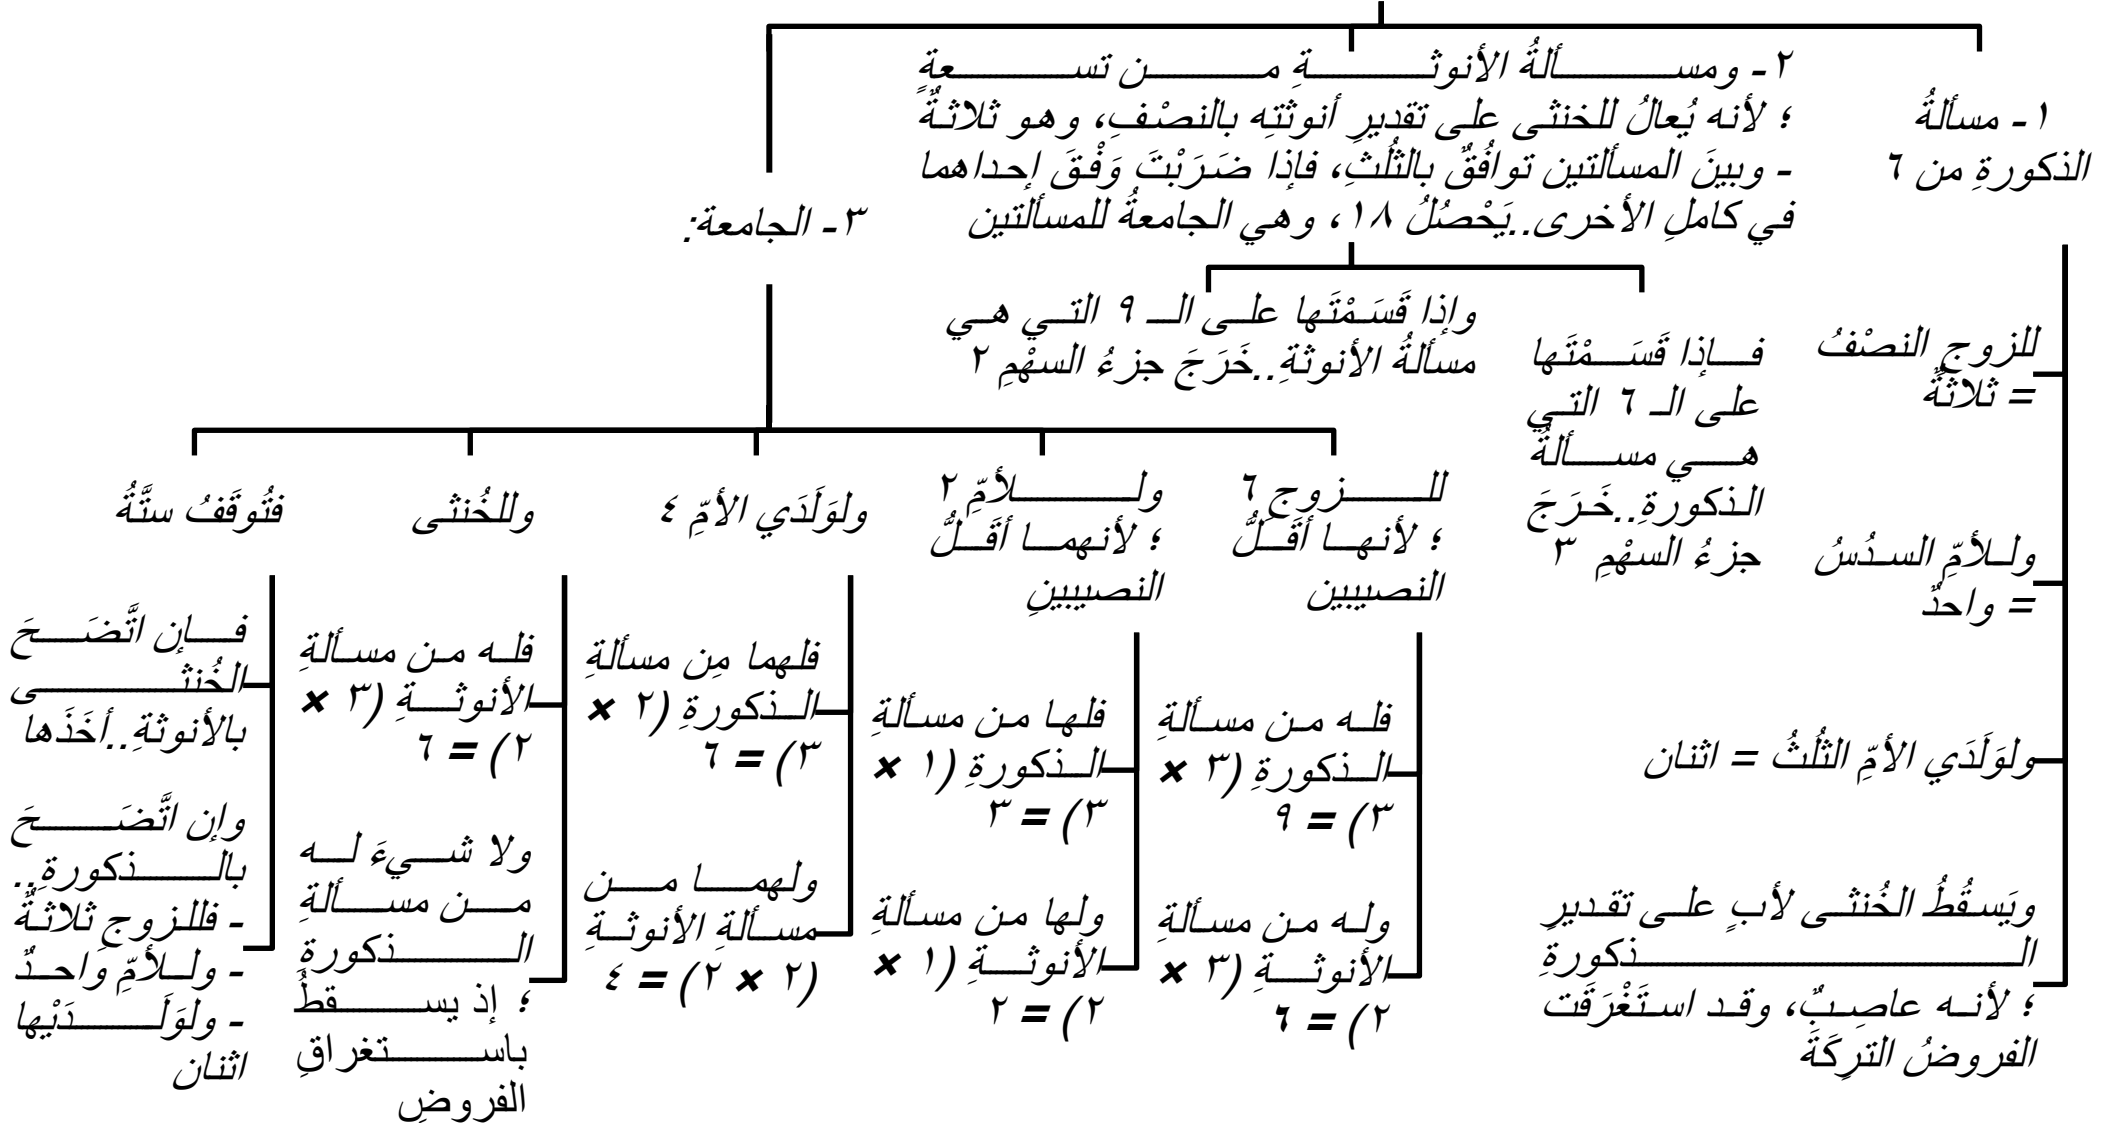 ١- مسألةُ
الذكورةِ من ٦
للزوجِ النصْفُ
= ثلاثةٌ
وللأمِّ السدُسُ
= واحدٌ
ولوَلَدَي الأمِّ الثلُثُ = اثنان
ويَسقُطُ الخُنثى لأبٍ على تقديرِ
الذكورةِ
؛ لأنه عاصِبٌ، وقد استَغْرَقَت
الفروضُ التركَةَ
٢- ومسألةُ الأنوثةِ من تسعةٍ
؛ لأنه يُعالُ للخنثى على تقديرِ أنوثتِه بالنصْفِ، وهو ثلاثةٌ
- وبينَ المسألتين توافُقٌ بالثلُثِ، فإذا ضَرَبْتَ وَفْقَ إحداهما
في كاملِ الأخرى..يَحْصُلُ ١٨، وهي الجامعةُ للمسألتين
فإذا قَسَمْتَها
على الـ ٦ التي
هي مسألةُ
الذكورةِ..خَرَجَ
جزءُ السهْمِ ٣
وإذا قَسَمْتَها على الـ ٩ التي هي
مسألةُ الأنوثةِ..خَرَجَ جزءُ السهْمِ ٢
٣- الجامعة:
للزوجِ ٦
؛ لأنها أقَلُّ
النصيبين
فله من مسألةِ
الذكورةِ (٣ ×
٣) = ٩
وله من مسألةِ
الأنوثةِ (٣ ×
٢) = ٦
وللأمِّ ٢
؛ لأنهما أقَلُّ
النصيبينِ
فلها من مسألةِ
الذكورةِ (١ ×
٣) = ٣
ولها من مسألةِ
الأنوثةِ (١ ×
٢) = ٢
ولوَلَدَي الأمِّ ٤
فلهما مِن مسألةِ
الذكورةِ (٢ ×
٣) = ٦
ولهما من
مسألةِ الأنوثةِ
(٢ × ٢) = ٤
وللخُنثى
فله من مسألةِ
الأنوثةِ (٣ ×
٢) = ٦
ولا شيءَ له
من مسألةِ
الذكورةِ
؛ إذ يسقطُ
باستغراقِ
الفروضِ
فتُوقَفُ ستَّةُ
فإن اتَّضَحَ
الخُنثى
بالأنوثةِ..أخَذَها
وإن اتَّضَحَ
بالذكورةِ..
- فللزوجِ ثلاثةٌ
- وللأمِّ واحدٌ
- ولوَلَدَيْها
اثنان